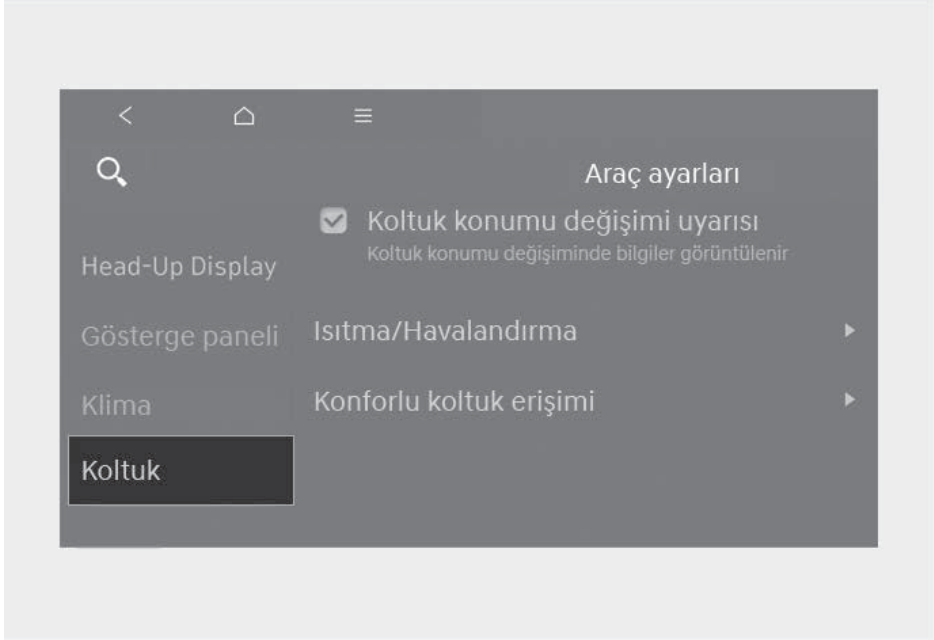 Araç ayarları
Head-Up Display
Gösterge paneli
Klima
Koltuk
Koltuk konumu değişimi uyarısı
Koltuk konumu değişiminde bilgiler görüntülenir
Isıtma/Havalandırma
Konforlu koltuk erişimi